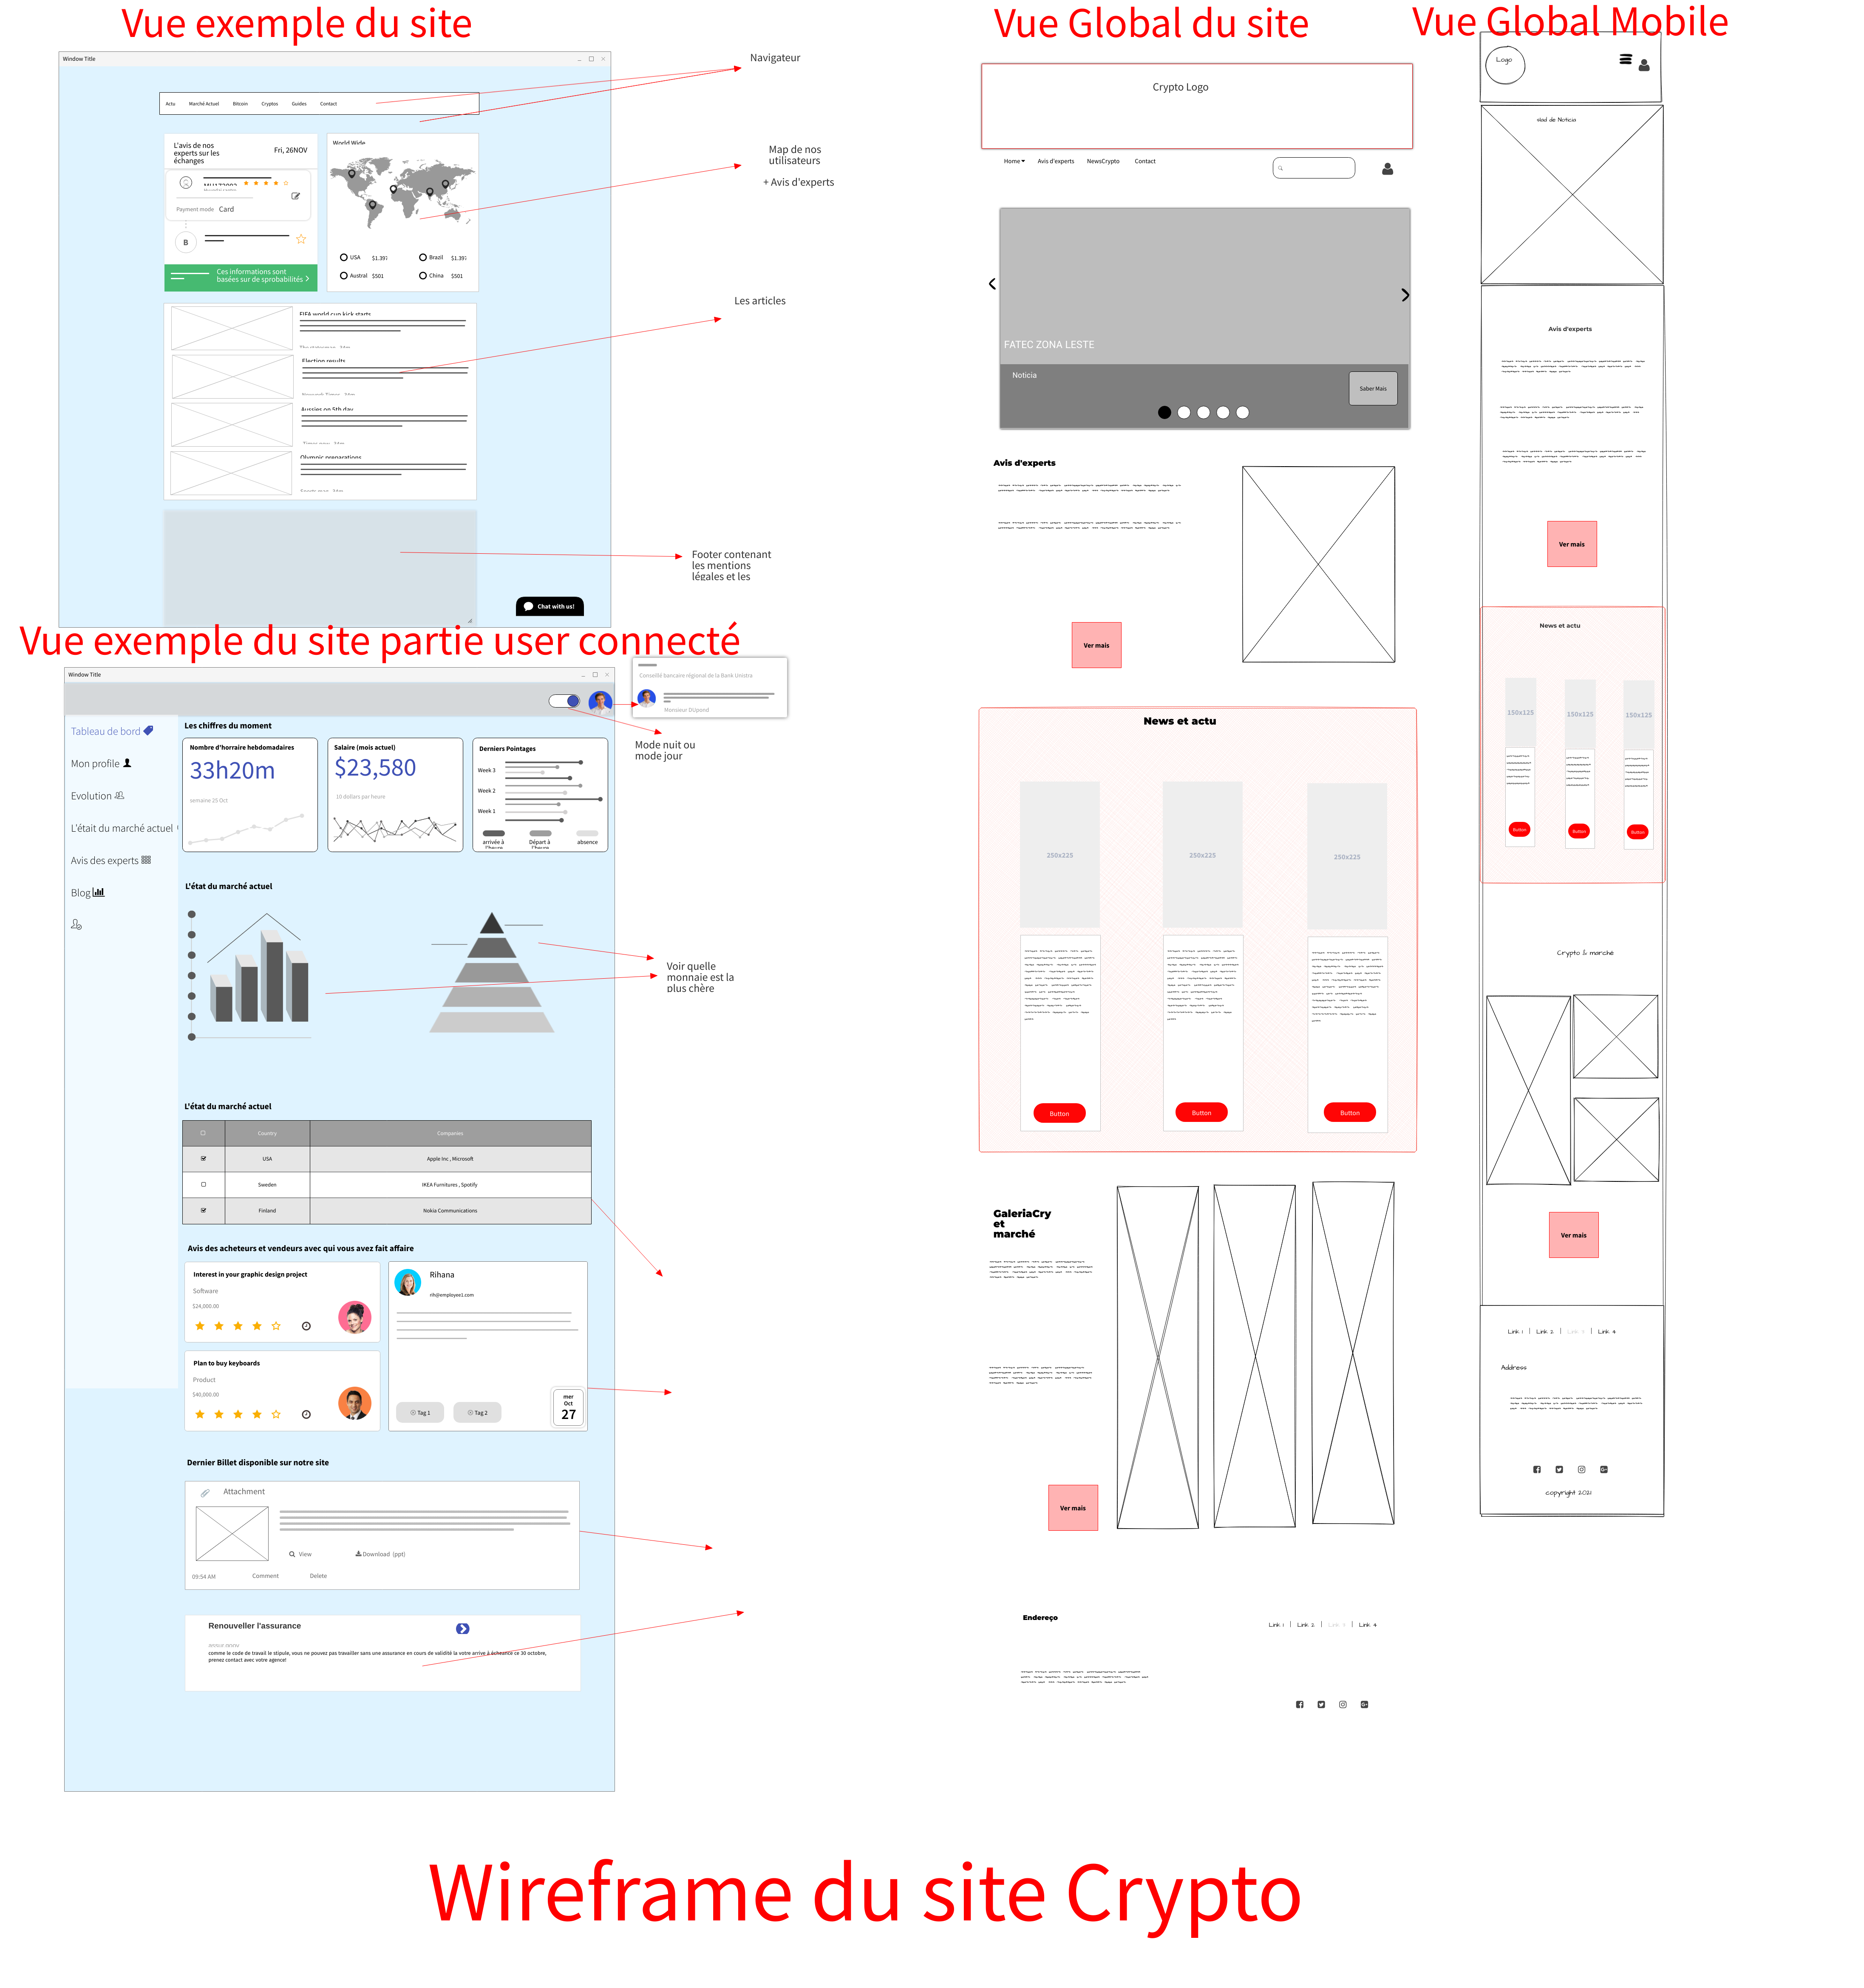 Vue exemple du site
Window Title
Actu Marché Actuel Bitcoin Cryptos Guides Contact
L'avis de nos
experts sur les
échanges
Fri, 26NOV
Payment mode Card
B
Ces informations sont
basées sur de sprobabilités
World Wide
USA $1.397
Brazil $1.397
Austral $501
China $501
FIFA world cup kick starts
Election results
Aussies on 5th day
Olympic preparations
Chat with us!
Navigateur
Map de nos
utilisateurs
+ Avis d'experts
Les articles
Footer contenant
les mentions
légales et les
Vue exemple du site partie user connecté
Window Title
Conseillé bancaire régional de la Bank Unistra
Monsieur DUpond
Mode nuit ou
mode jour
Tableau de bord
Mon profile
Evolution
L'était du marché actuel
Avis des experts
Blog
Les chiffres du moment
Nombre d'horraire hebdomadaires
33h20m
semaine 20 Oct
Salaire (mois actuel)
$23,580
10 dollars par heure
Derniers Pointages
Week 3
Week 2
Week 1
arrivée à
l'heure
Départ à
l'heure
absence
L'état du marché actuel
Voir quelle
monnaie est la
plus chère
L'état du marché actuel
Country Companies
USA Apple Inc , Microsoft
Sweden IKEA Furnitures , Spotify
Finland Nokia Communications
Avis des acheteurs et vendeurs avec qui vous avez fait affaire
Interest in your graphic design project
Software
$24,000.00
Plan to buy keyboards
Product
$40,000.00
Rihana
rih@employee1.com
Tag 1
Tag 2
mer
Oct
27
Dernier Billet disponible sur notre site
Attachment
View
Download (ppt)
09:54 AM
Comment
Delete
Renouveller l'assurance
comme le code de travail le stipule, vous ne pouvez pas travailler sans une assurance en cours de validité la votre arrive à échéance ce 30 octobre,
prenez contact avec votre agence!
Vue Global du site
Crypto Logo
Home Avis d'experts NewsCrypto Contact
FATEC ZONA LESTE
Noticia
Saber Mais
Avis d'experts
Ver mais
News et actu
250x225
250x225
250x225
Button
Button
Button
GaleriaCry
et
marché
Ver mais
Endereço
Link 1 | Link 2 | Link 3 | Link 4
Vue Global Mobile
Logo
Had de Noticia
Avis d'experts
Ver mais
News et actu
150x125
150x125
150x125
Button
Button
Button
Crypto & marché
Ver mais
Link 1 | Link 2 | Link 3 | Link 4
Address
copyright 2021
Wireframe du site Crypto